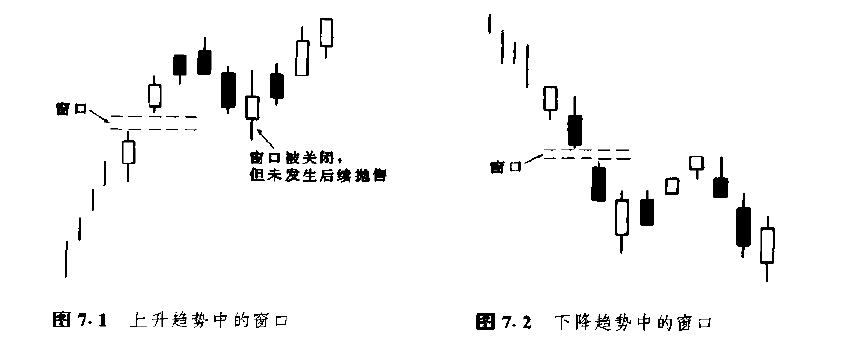 窗口
窗口被关闭，
但未发生后续抛售
图 7.1 上升趋势中的窗口
窗口
图 7.2 下降趋势中的窗口